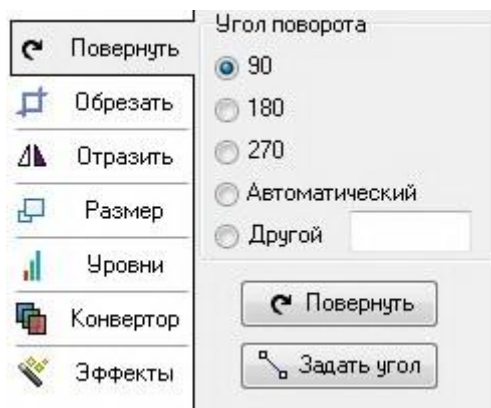 Повернуть
Обрезать
Отразить
Размер
Уровни
Конвертор
Эффекты
Угол поворота
90
180
270
Автоматический
Другой
Повернуть
Задать угол